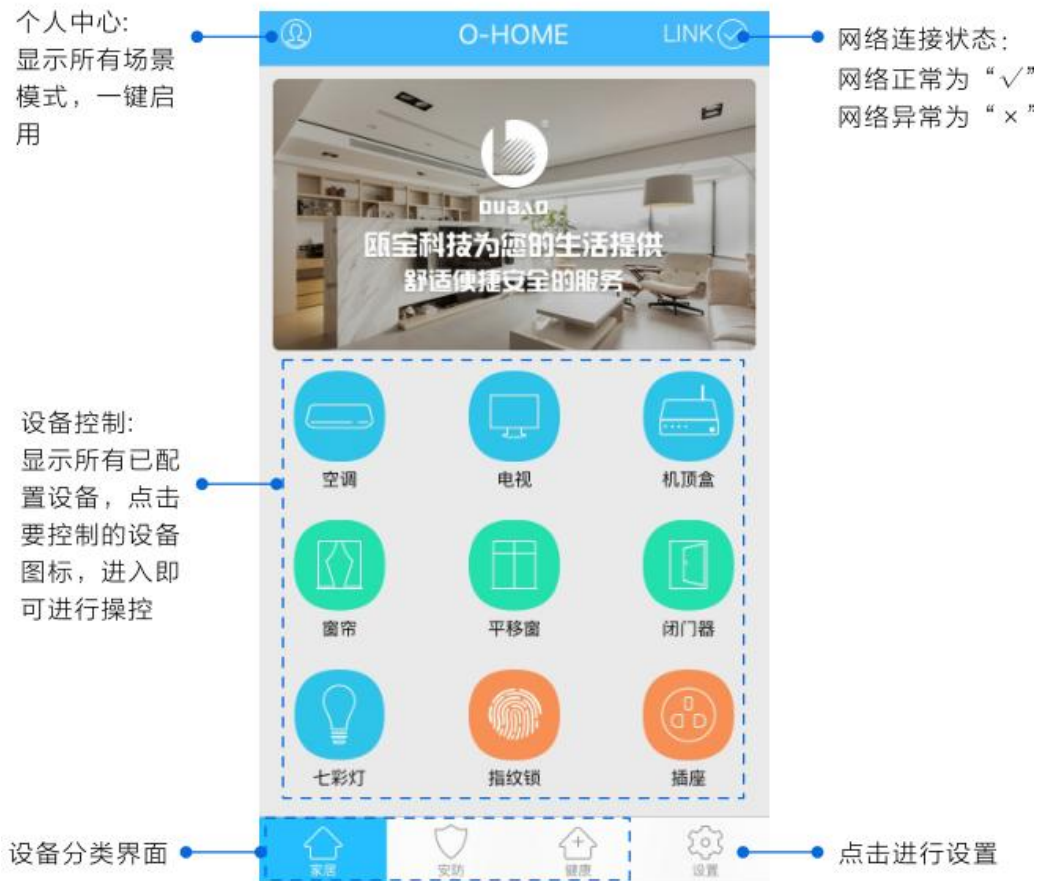 个人中心:
显示所有场景
模式，一键启
用
O-HOME
LINK
网络连接状态：
网络正常为“√”
网络异常为“×”
OUBAO
瓯宝科技为您的生活提供
舒适便捷安全的服务
设备控制:
显示所有已配
置设备，点击
要控制的设备
图标，进入即
可进行操控
空调
电视
机顶盒
窗帘
平移窗
闭门器
七彩灯
指纹锁
插座
设备分类界面
家居
安防
健康
设置
点击进行设置